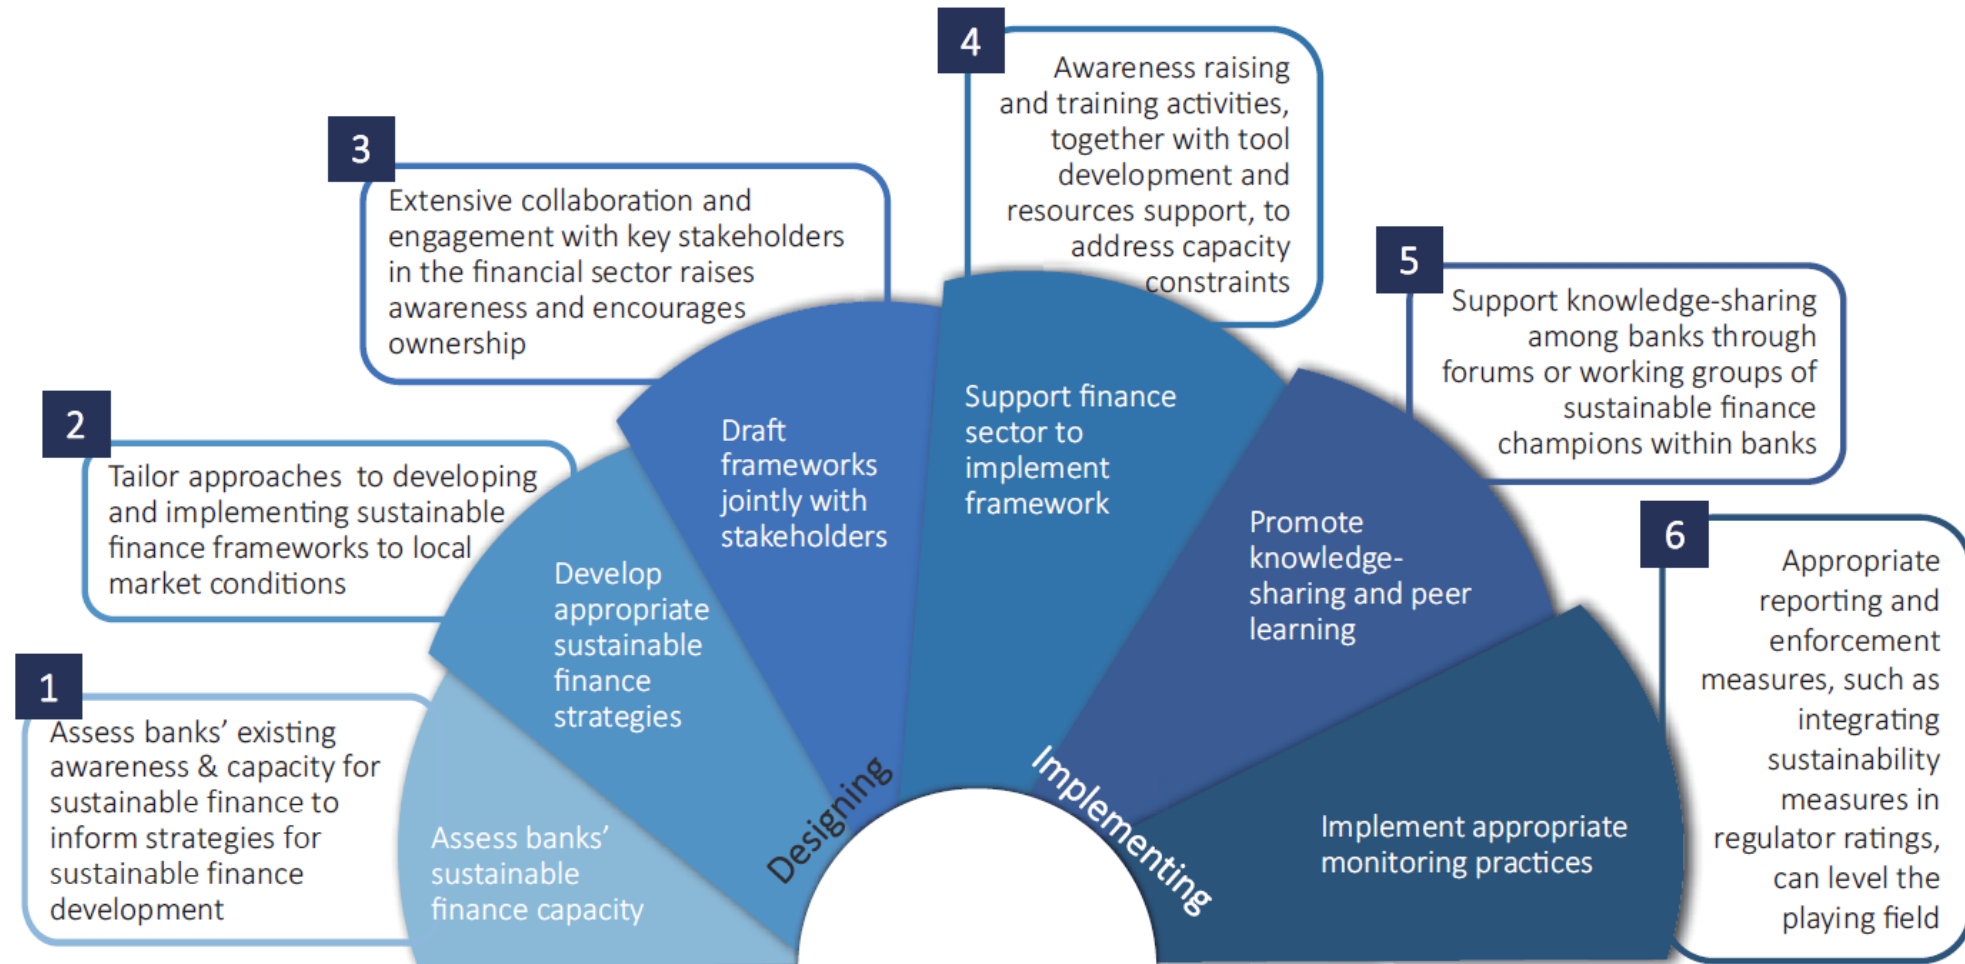 1
Assess banks’ existing
awareness & capacity for
sustainable finance to
inform strategies for
sustainable finance
development
Assess banks’
sustainable
finance capacity
2
Tailor approaches to developing
and implementing sustainable
finance frameworks to local
market conditions
Develop
appropriate
sustainable
finance
strategies
3
Extensive collaboration and
engagement with key stakeholders
in the financial sector raises
awareness and encourages
ownership
Draft
frameworks
jointly with
stakeholders
Designing
4
Awareness raising
and training activities,
together with tool
development and
resources support, to
address capacity
constraints
Support finance
sector to
implement
framework
5
Support knowledge-sharing
among banks through
forums or working groups of
sustainable finance
champions within banks
Promote
knowledge-
sharing and peer
learning
6
Appropriate
reporting and
enforcement
measures, such as
integrating
sustainability
measures in
regulator ratings,
can level the
playing field
Implement appropriate
monitoring practices
Implementing